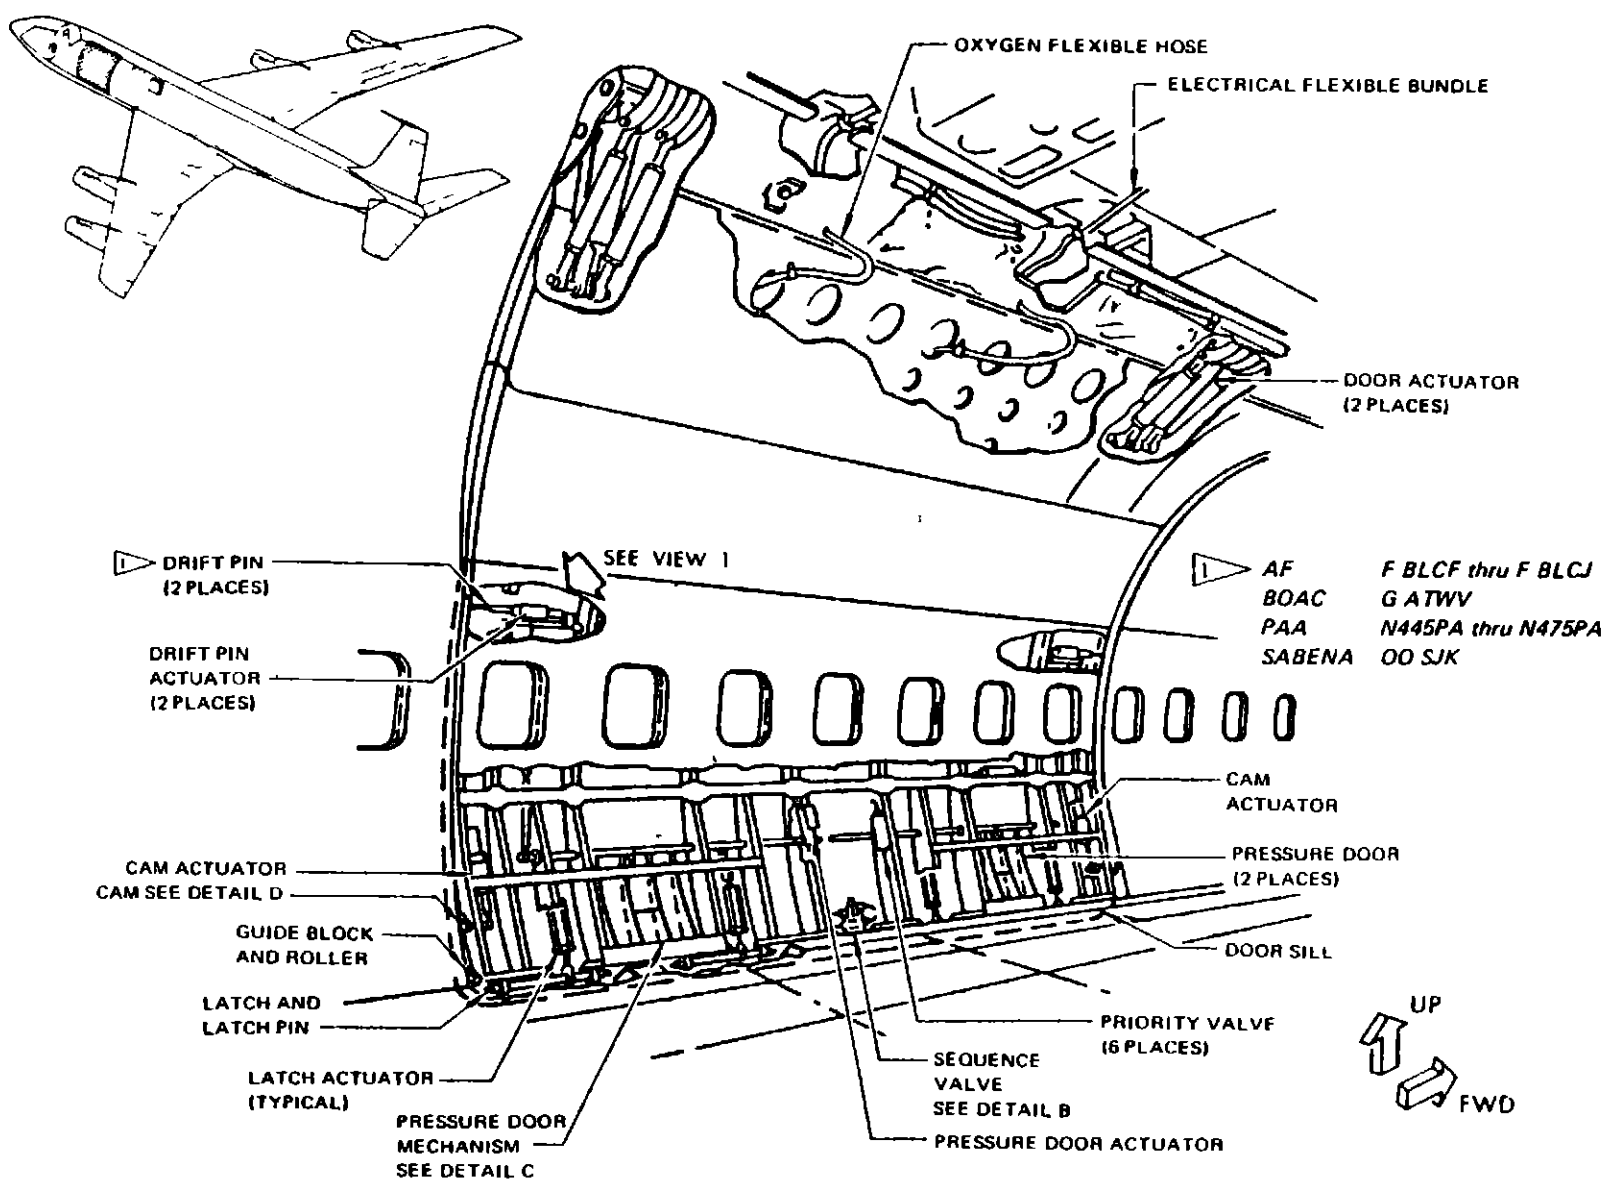 OXYGEN FLEXIBLE HOSE
ELECTRICAL FLEXIBLE BUNDLE
DOOR ACTUATOR
(2 PLACES)
1 DRIFT PIN
(2 PLACES)
SEE VIEW 1
1 AF F BLCF thru F BLCJ
BOAC G ATWV
PAA N445PA thru N475PA
SABENA OO SJK
DRIFT PIN
ACTUATOR
(2 PLACES)
CAM
ACTUATOR
PRESSURE DOOR
(2 PLACES)
CAM ACTUATOR
CAM SEE DETAIL D
GUIDE BLOCK
AND ROLLER
DOOR SILL
LATCH AND
LATCH PIN
PRIORITY VALVE
(6 PLACES)
UP
FWD
SEQUENCE
VALVE
SEE DETAIL B
LATCH ACTUATOR
(TYPICAL)
PRESSURE DOOR
MECHANISM
SEE DETAIL C
PRESSURE DOOR ACTUATOR